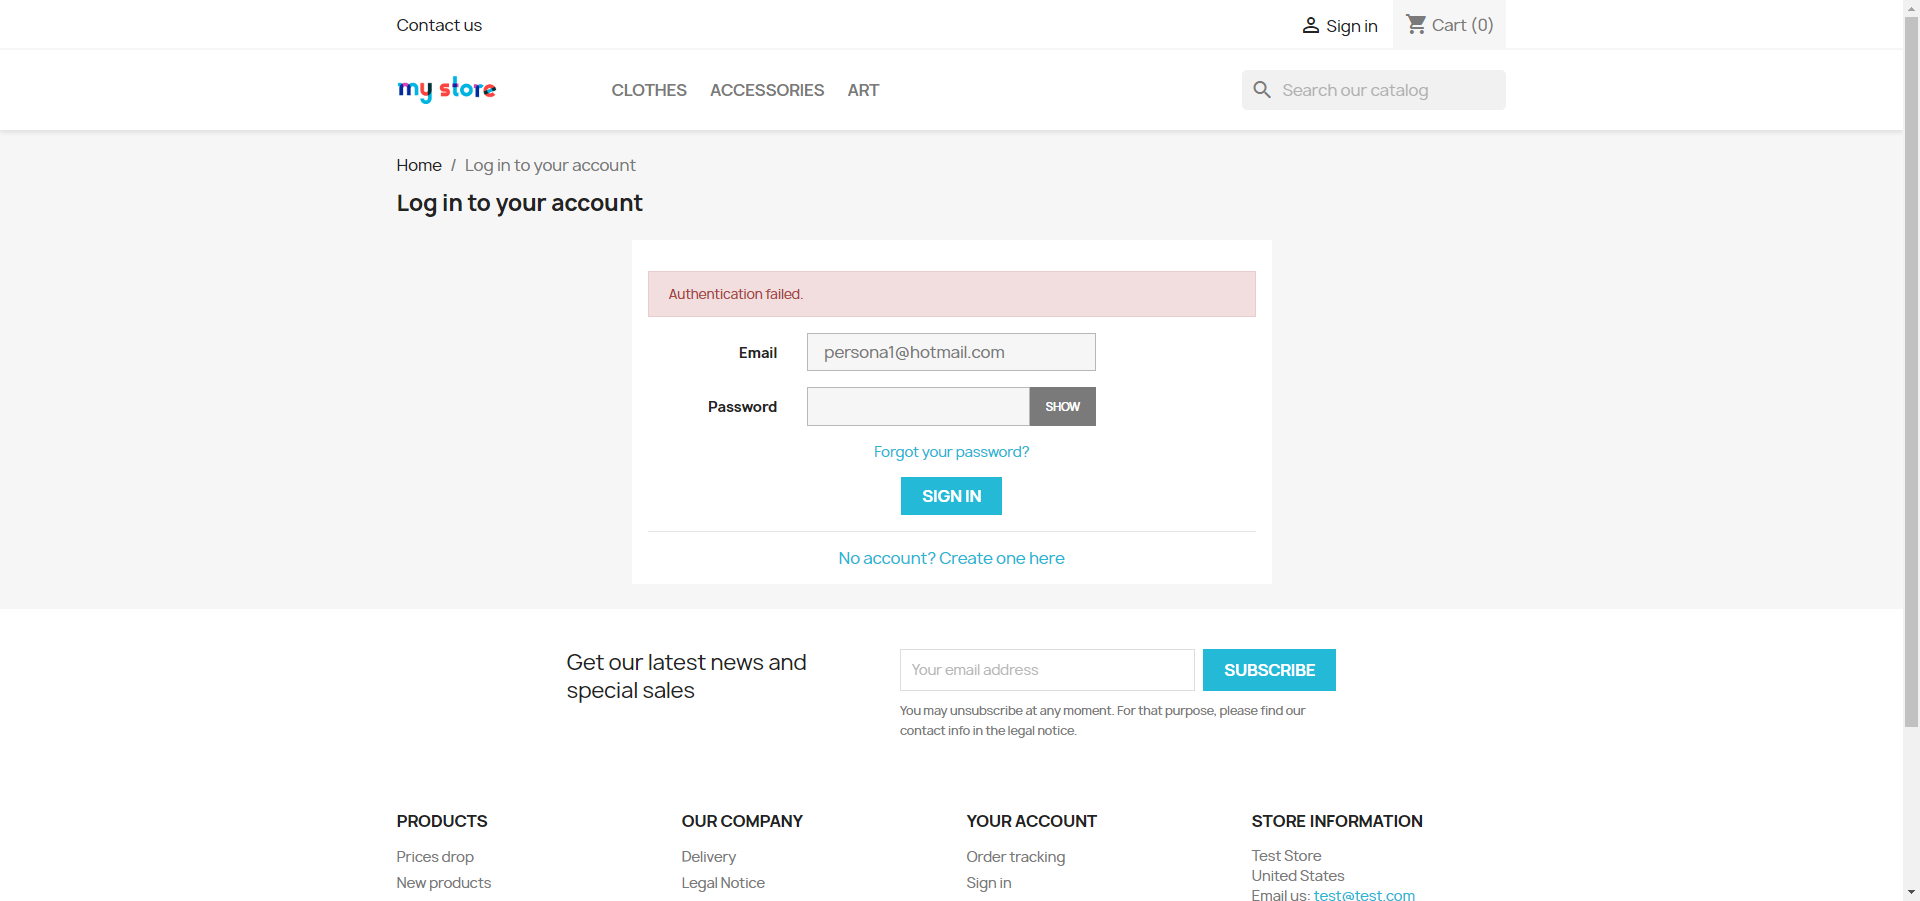 Contact us
Sign in
Cart (0)
my store
CLOTHES
ACCESSORIES
ART
Search our catalog
Home / Log in to your account
Log in to your account
Authentication failed.
Email
persona1@hotmail.com
Password
SHOW
Forgot your password?
SIGN IN
No account? Create one here
Get our latest news and
special sales
Your email address
SUBSCRIBE
You may unsubscribe at any moment. For that purpose, please find our
contact info in the legal notice.
PRODUCTS
Prices drop
New products
OUR COMPANY
Delivery
Legal Notice
YOUR ACCOUNT
Order tracking
Sign in
STORE INFORMATION
Test Store
United States
Email us: test@test.com